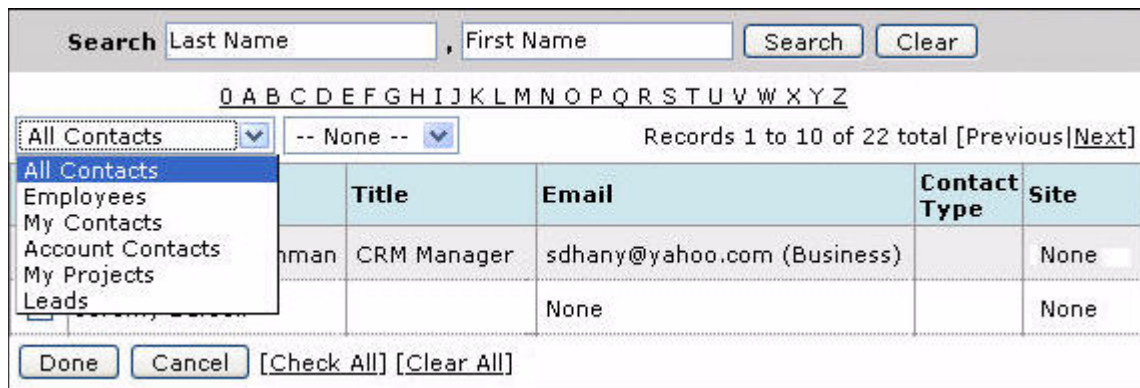 Search Last Name , First Name Search Clear
0 A B C D E F G H I J K L M N O P Q R S T U V W X Y Z
All Contacts -- None -- Records 1 to 10 of 22 total [Previous|Next]
All Contacts
Employees
My Contacts
Account Contacts
My Projects
Leads
Title Email Contact Type Site
CRM Manager sdhany@yahoo.com (Business) None
None None
Done Cancel [Check All] [Clear All]